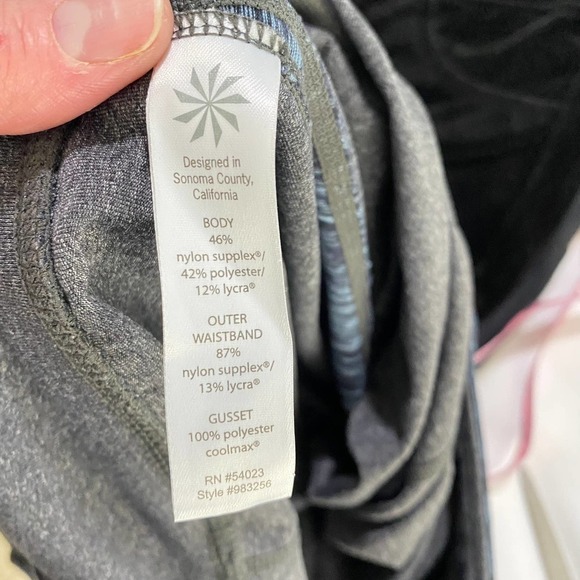 Designed in
Sonoma County,
California
BODY
46%
nylon supplex®/
42% polyester/
12% lycra®
OUTER
WAISTBAND
87%
nylon supplex®/
13% lycra®
GUSSET
100% polyester
coolmax®
RN #54023
Style #983256